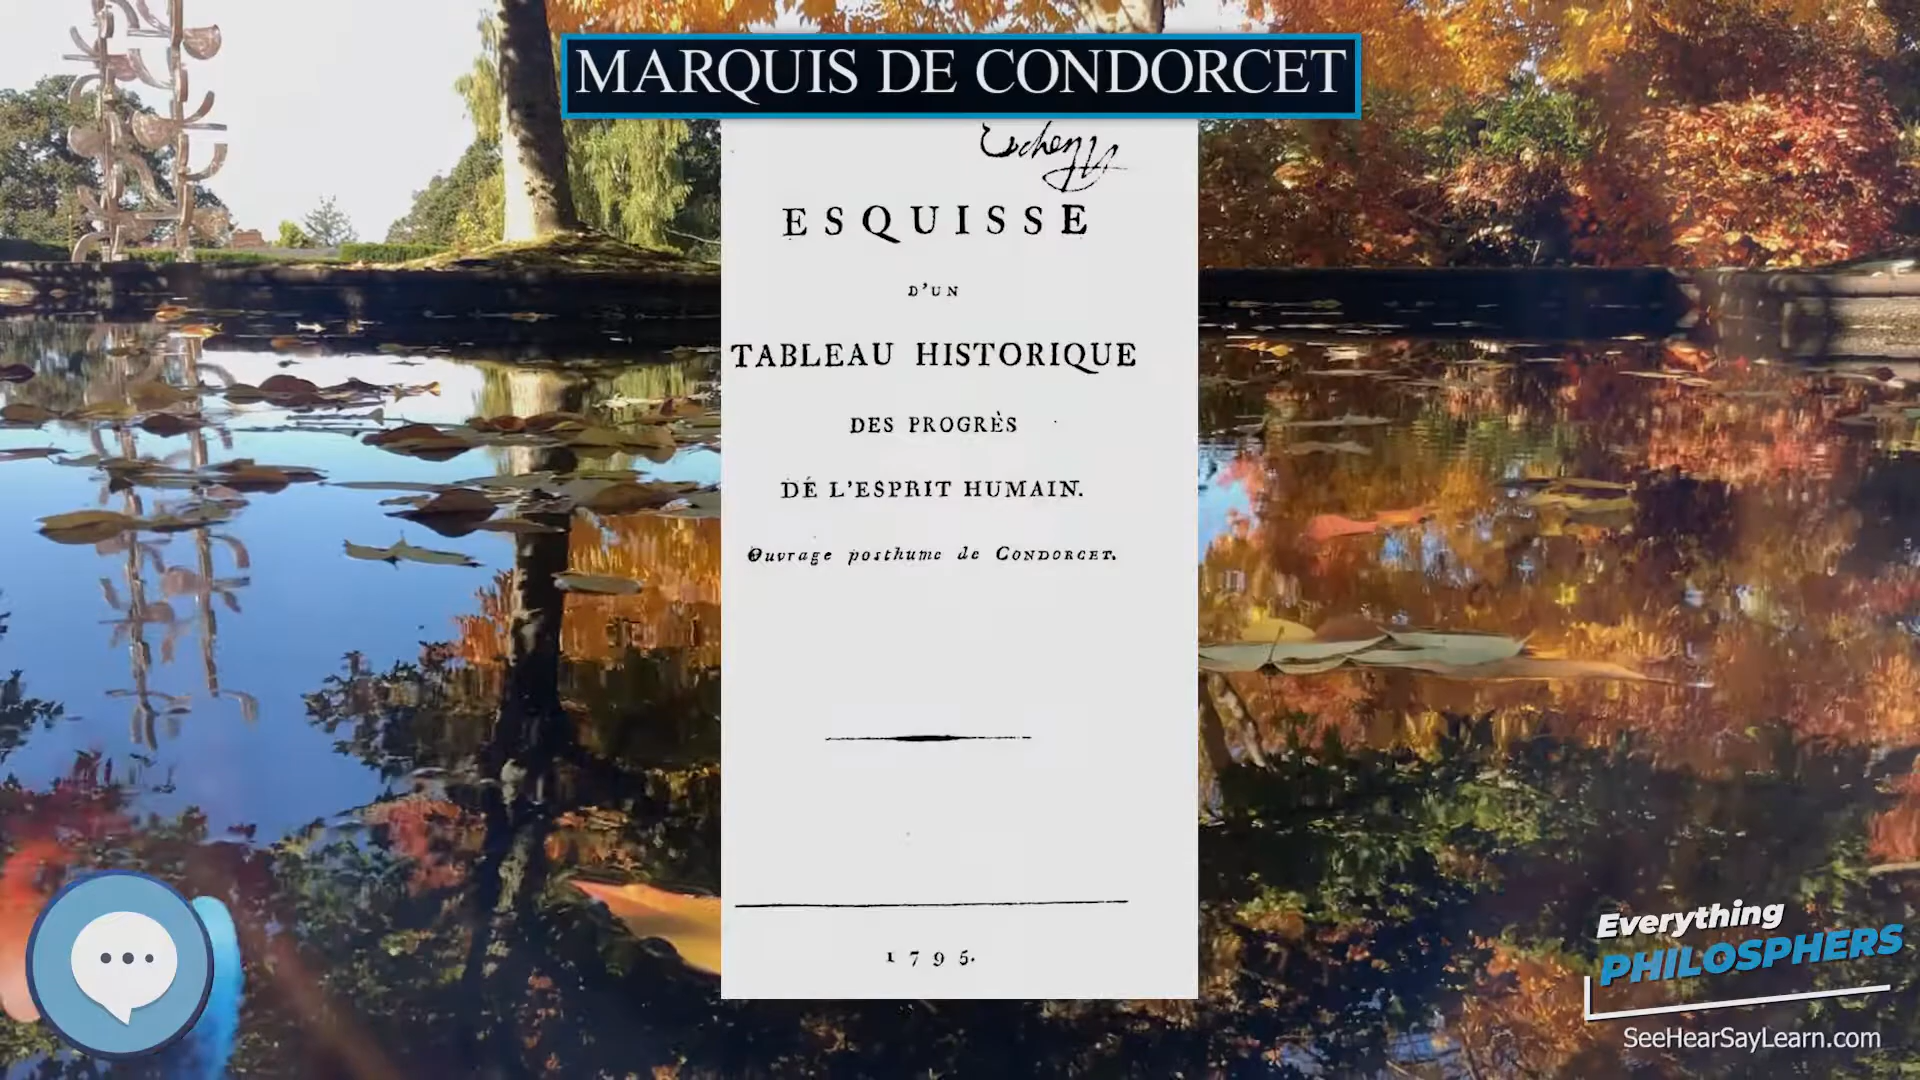 MARQUIS DE CONDORCET
ESQUISSE
D'UN
TABLEAU HISTORIQUE
DES PROGRÈS
DÉ L'ESPRIT HUMAIN.
Ouvrage posthume de CONDORCET.
1795.
Everything
PHILOSPHERS
SeeHearSayLearn.com